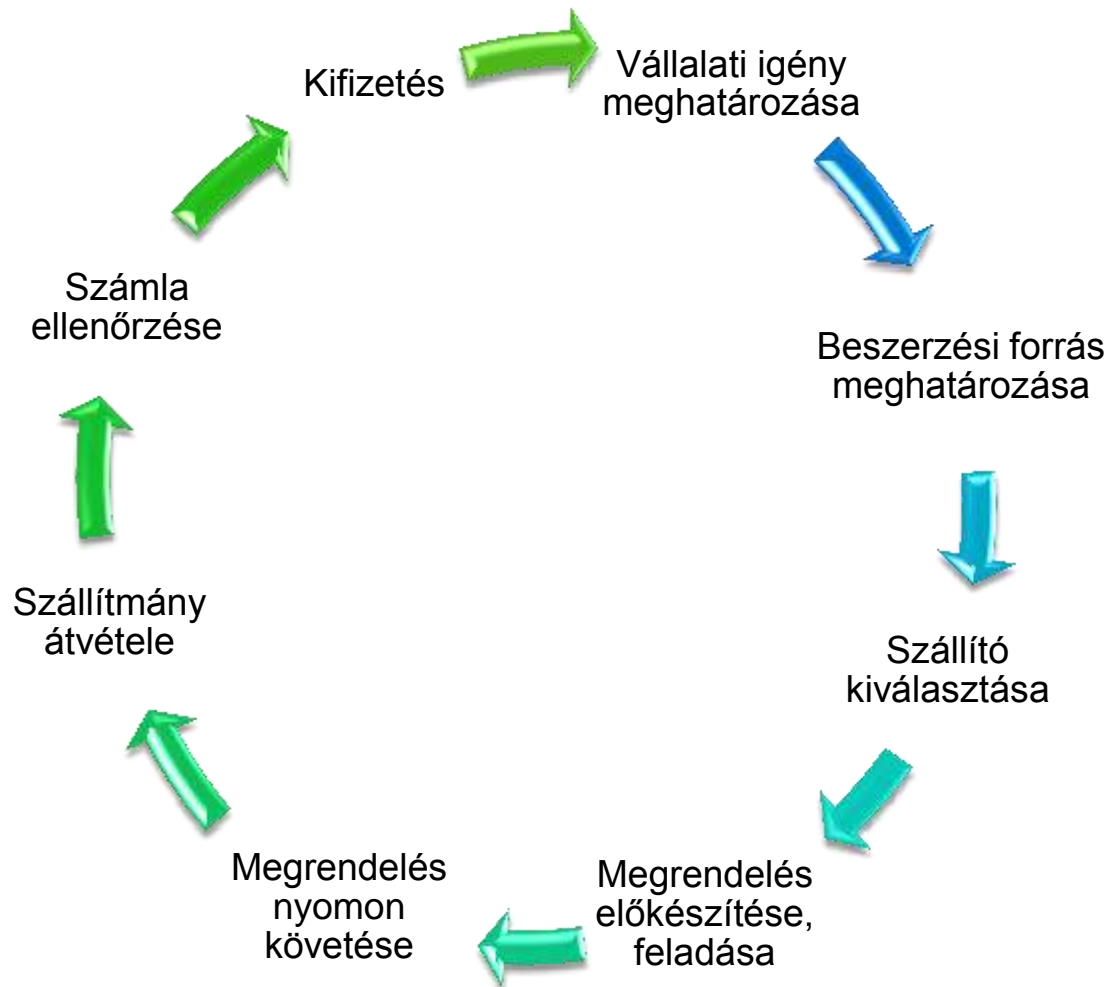 Kifizetés
Vállalati igény
meghatározása
Beszerzési forrás
meghatározása
Szállító
kiválasztása
Megrendelés
előkészítése,
feladása
Megrendelés
nyomon
követése
Szállítmány
átvétele
Számla
ellenőrzése